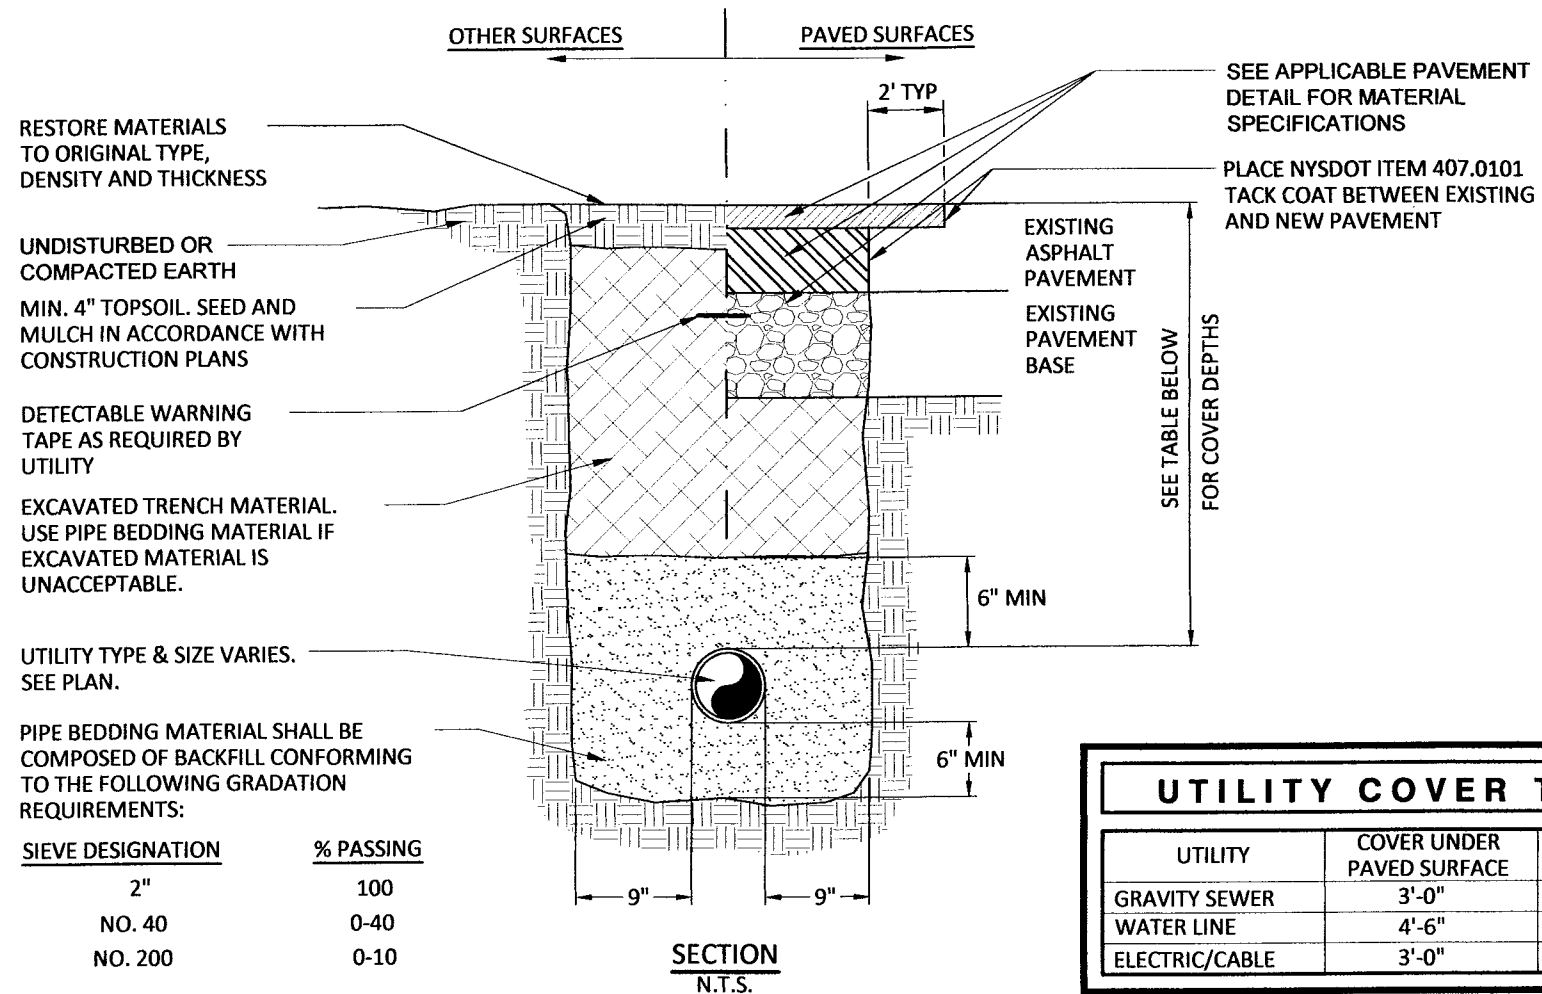 OTHER SURFACES
PAVED SURFACES
2' TYP
SEE APPLICABLE PAVEMENT
DETAIL FOR MATERIAL
SPECIFICATIONS
PLACE NYSDOT ITEM 407.0101
TACK COAT BETWEEN EXISTING
AND NEW PAVEMENT
RESTORE MATERIALS
TO ORIGINAL TYPE,
DENSITY AND THICKNESS
UNDISTURBED OR
COMPACTED EARTH
MIN. 4" TOPSOIL. SEED AND
MULCH IN ACCORDANCE WITH
CONSTRUCTION PLANS
DETECTABLE WARNING
TAPE AS REQUIRED BY
UTILITY
EXCAVATED TRENCH MATERIAL.
USE PIPE BEDDING MATERIAL IF
EXCAVATED MATERIAL IS
UNACCEPTABLE.
UTILITY TYPE & SIZE VARIES.
SEE PLAN.
PIPE BEDDING MATERIAL SHALL BE
COMPOSED OF BACKFILL CONFORMING
TO THE FOLLOWING GRADATION
REQUIREMENTS:
SIEVE DESIGNATION % PASSING
2" 100
NO. 40 0-40
NO. 200 0-10
EXISTING
ASPHALT
PAVEMENT
EXISTING
PAVEMENT
BASE
SEE TABLE BELOW
FOR COVER DEPTHS
6" MIN
6" MIN
9"
9"
SECTION
N.T.S.
UTILITY COVER T
UTILITY COVER UNDER
PAVED SURFACE
GRAVITY SEWER 3'-0"
WATER LINE 4'-6"
ELECTRIC/CABLE 3'-0"